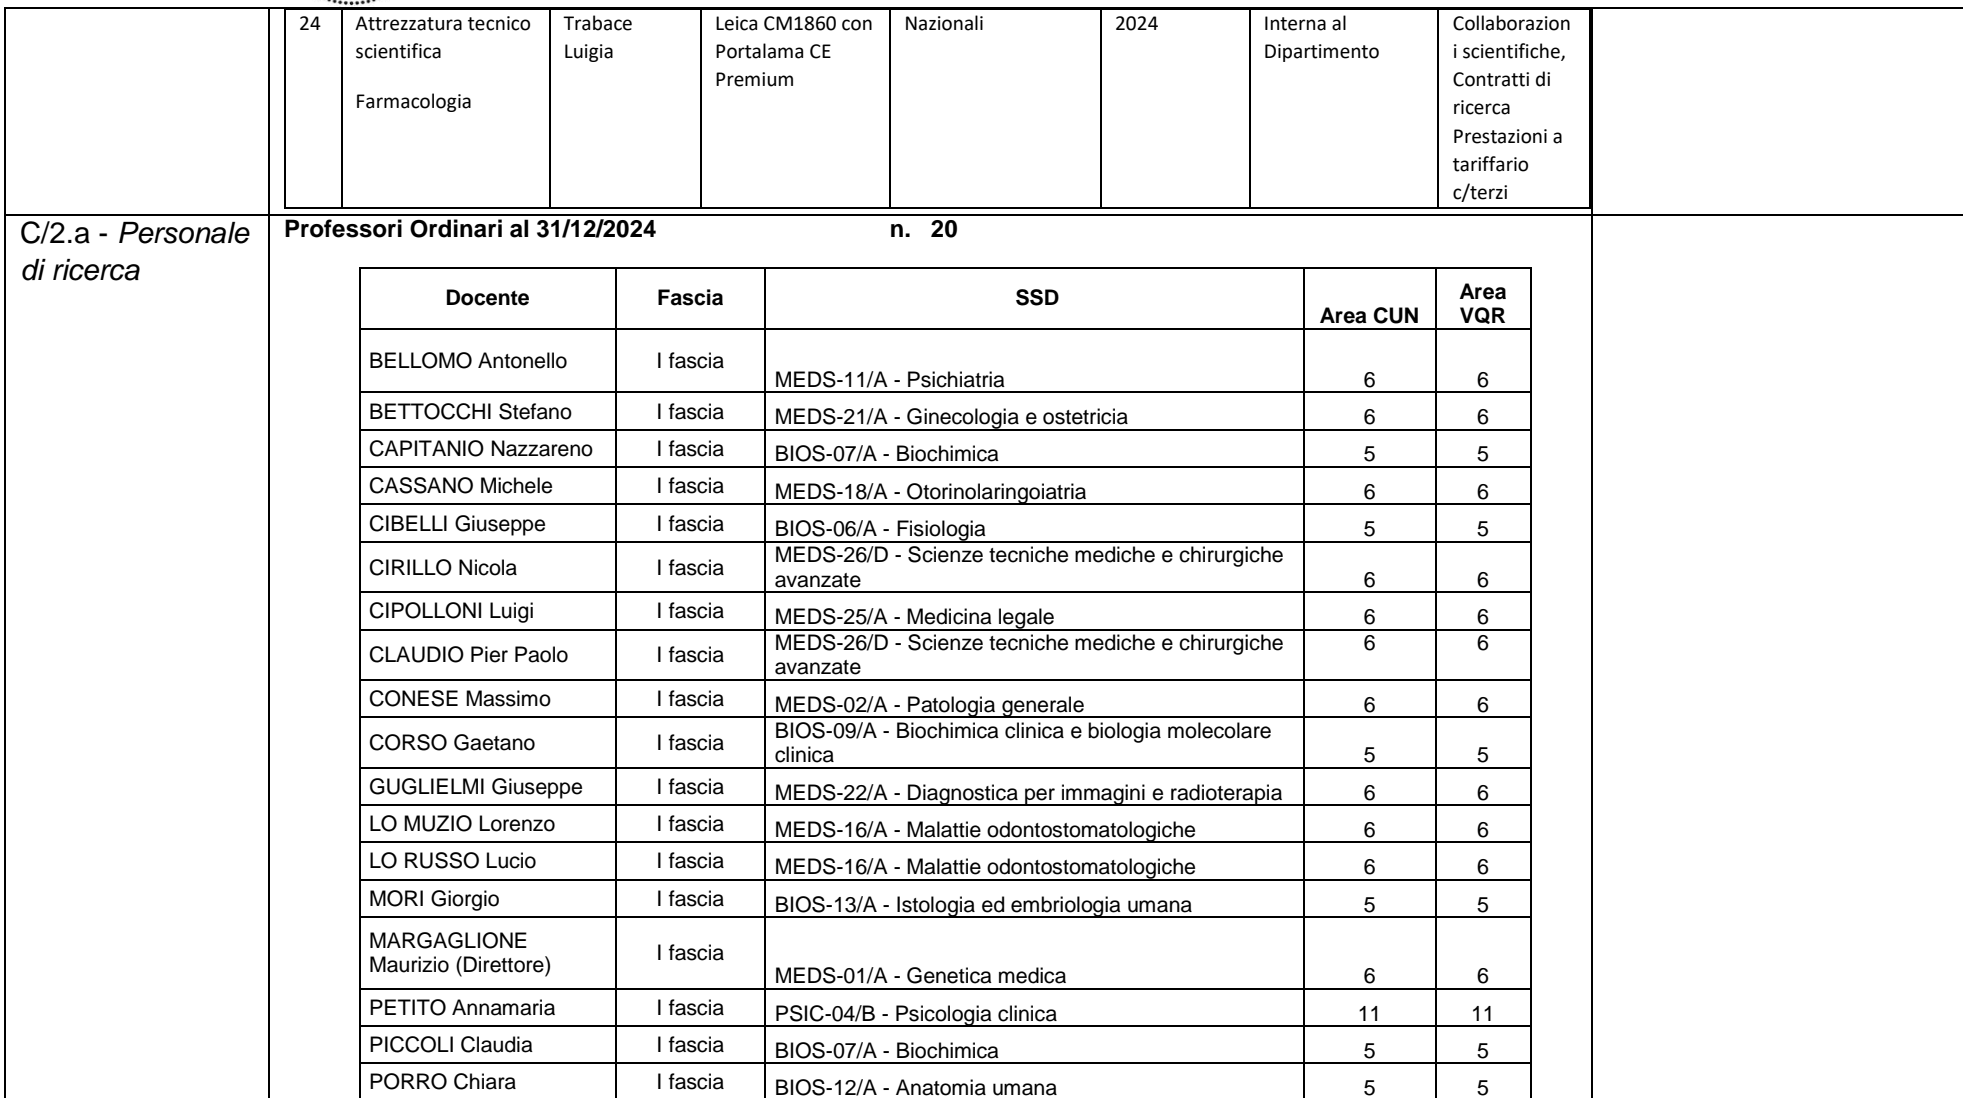 24 Attrezzatura tecnico Trabace Leica CM1860 con Nazionali 2024 Interna al Collaborazion
scientifica Luigia Portalama CE Dipartimento i scientifiche,
Premium Contratti di
Farmacologia ricerca
Prestazioni a
tariffario
c/terzi
C/2.a - Personale Professori Ordinari al 31/12/2024 n. 20
di ricerca
Docente Fascia SSD Area CUN Area
VQR
BELLOMO Antonello I fascia MEDS-11/A - Psichiatria 6 6
BETTOCCHI Stefano I fascia MEDS-21/A - Ginecologia e ostetricia 6 6
CAPITANIO Nazzareno I fascia BIOS-07/A - Biochimica 5 5
CASSANO Michele I fascia MEDS-18/A - Otorinolaringoiatria 6 6
CIBELLI Giuseppe I fascia BIOS-06/A - Fisiologia 5 5
CIRILLO Nicola I fascia MEDS-26/D - Scienze tecniche mediche e chirurgiche
avanzate 6 6
CIPOLLONI Luigi I fascia MEDS-25/A - Medicina legale 6 6
CLAUDIO Pier Paolo I fascia MEDS-26/D - Scienze tecniche mediche e chirurgiche 6 6
avanzate
CONESE Massimo I fascia MEDS-02/A - Patologia generale 6 6
CORSO Gaetano I fascia BIOS-09/A - Biochimica clinica e biologia molecolare
clinica 5 5
GUGLIELMI Giuseppe I fascia MEDS-22/A - Diagnostica per immagini e radioterapia 6 6
LO MUZIO Lorenzo I fascia MEDS-16/A - Malattie odontostomatologiche 6 6
LO RUSSO Lucio I fascia MEDS-16/A - Malattie odontostomatologiche 6 6
MORI Giorgio I fascia BIOS-13/A - Istologia ed embriologia umana 5 5
MARGAGLIONE
Maurizio (Direttore) I fascia MEDS-01/A - Genetica medica 6 6
PETITO Annamaria I fascia PSIC-04/B - Psicologia clinica 11 11
PICCOLI Claudia I fascia BIOS-07/A - Biochimica 5 5
PORRO Chiara I fascia BIOS-12/A - Anatomia umana 5 5